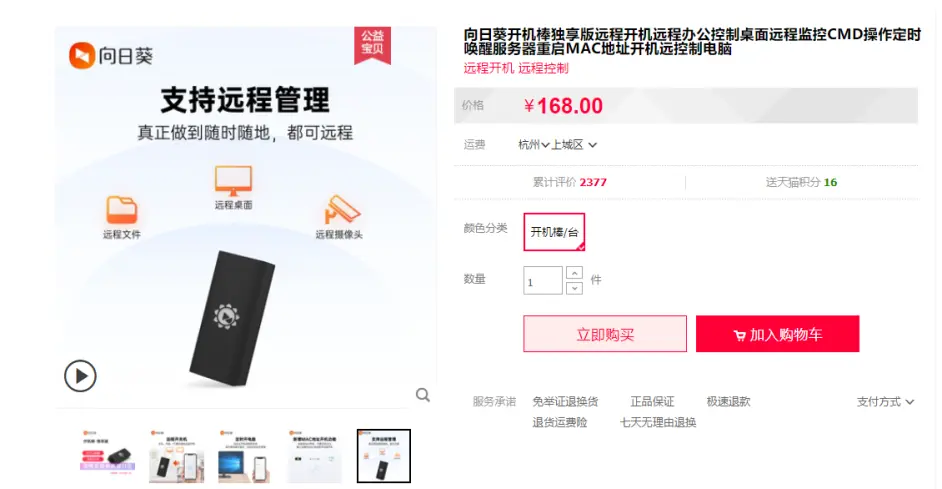 向日葵
公益
宝贝
支持远程管理
真正做到随时随地，都可远程
远程桌面
远程文件
远程摄像头
向日葵开机棒独享版远程开机远程办公控制桌面远程监控CMD操作定时
唤醒服务器重启MAC地址开机远控制电脑
远程开机 远程控制
价格 ¥168.00
运费 杭州 上城区
累计评价 2377 送天猫积分 16
颜色分类 开机棒/台
数量 1 件
立即购买 加入购物车
服务承诺 免举证退换货 正品保证 极速退款 支付方式
退货运费险 七天无理由退换
支持远程管理